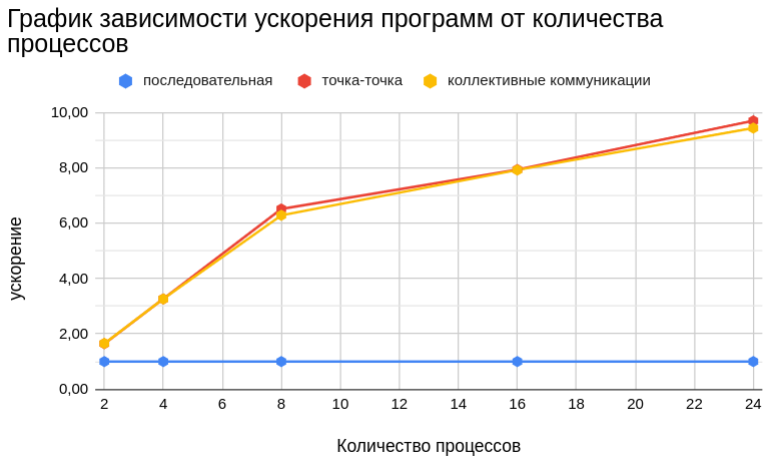 График зависимости ускорения программ от количества
процессов
последовательная точка-точка коллективные коммуникации
10,00
8,00
6,00
4,00
2,00
0,00
ускорение
2 4 6 8 10 12 14 16 18 20 22 24
Количество процессов